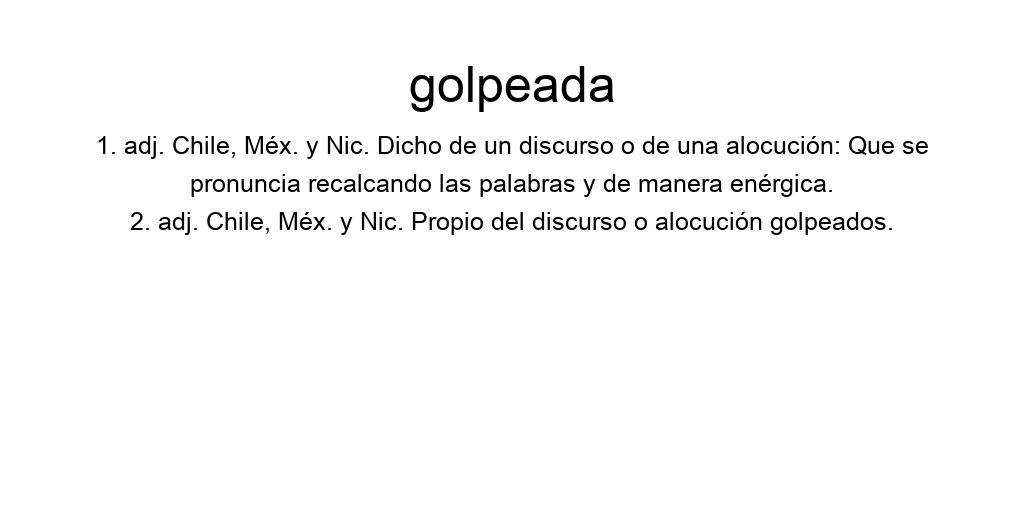 golpeada
1. adj. Chile, Méx. y Nic. Dicho de un discurso o de una alocución: Que se
pronuncia recalcando las palabras y de manera enérgica.
2. adj. Chile, Méx. y Nic. Propio del discurso o alocución golpeados.